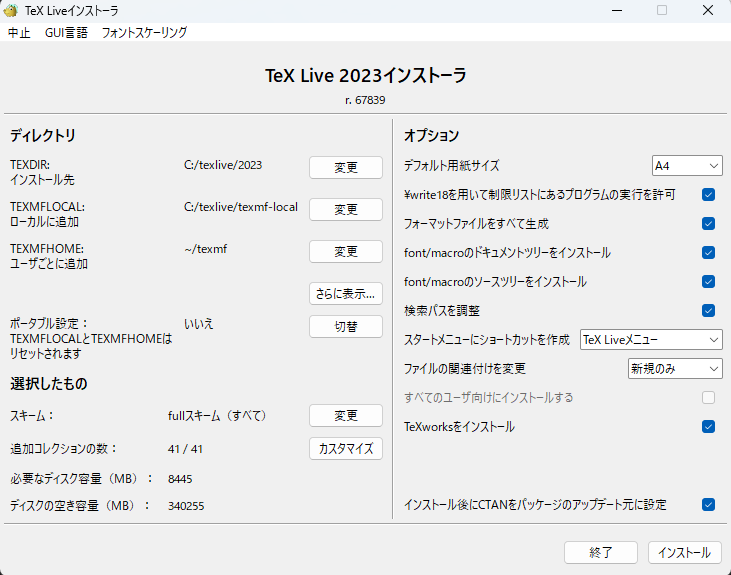 TeX Liveインストーラ
中止 GUI言語 フォントスケーリング
TeX Live 2023インストーラ
r. 67839
ディレクトリ
TEXDIR: C:/texlive/2023 変更
インストール先
TEXMFLOCAL: C:/texlive/texmf-local 変更
ローカルに追加
TEXMFHOME: ~/texmf 変更
ユーザごとに追加
さらに表示...
ポータブル設定： いいえ 切替
TEXMFLOCALとTEXMFHOMEは
リセットされます
選択したもの
スキーム： fullスキーム（すべて） 変更
追加コレクションの数： 41 / 41 カスタマイズ
必要なディスク容量（MB）： 8445
ディスクの空き容量（MB）： 340255
オプション
デフォルト用紙サイズ A4
¥write18を用いて制限リストにあるプログラムの実行を許可
フォーマットファイルをすべて生成
font/macroのドキュメントツリーをインストール
font/macroのソースツリーをインストール
検索パスを調整
スタートメニューにショートカットを作成 TeX Liveメニュー
ファイルの関連付けを変更 新規のみ
すべてのユーザ向けにインストールする
TeXworksをインストール
インストール後にCTANをパッケージのアップデート元に設定
終了 インストール